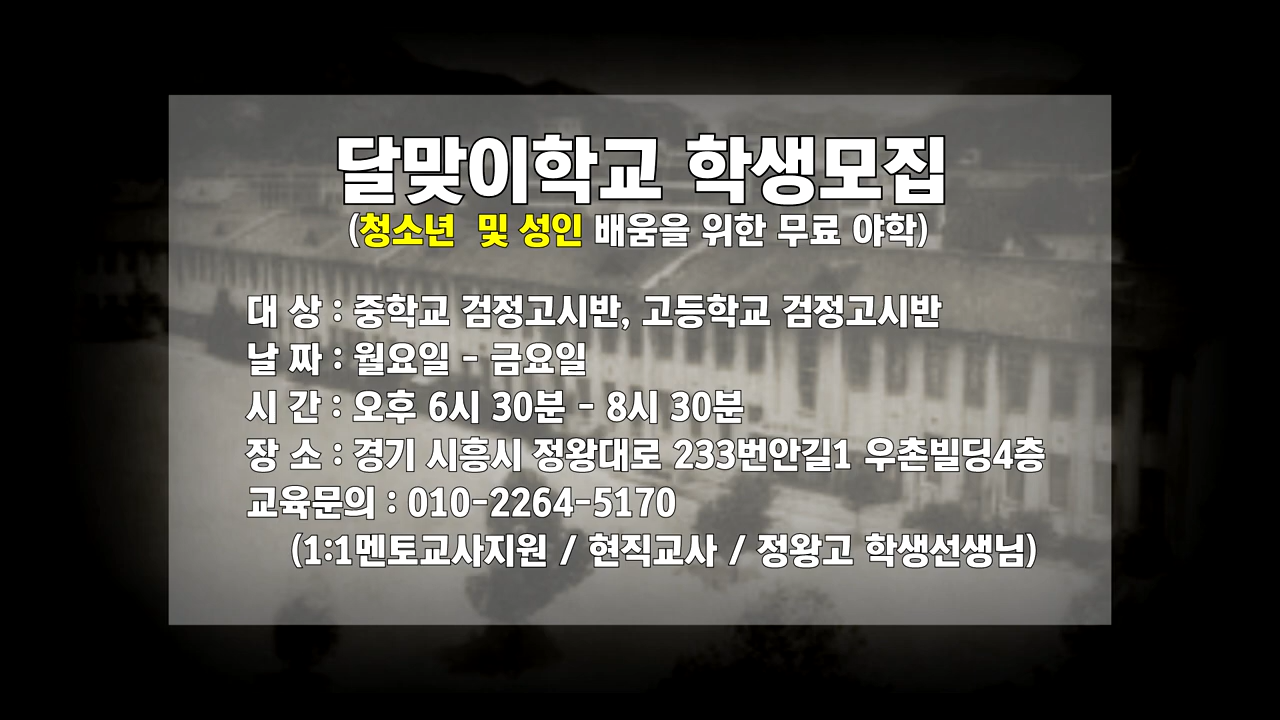 달맞이학교 학생모집
(청소년 및 성인 배움을 위한 무료 야학)
대 상 : 중학교 검정고시반, 고등학교 검정고시반
날 짜 : 월요일 - 금요일
시 간 : 오후 6시 30분 - 8시 30분
장 소 : 경기 시흥시 정왕대로 233번안길1 우촌빌딩4층
교육문의 : 010-2264-5170
(1:1멘토교사지원 / 현직교사 / 정왕고 학생선생님)